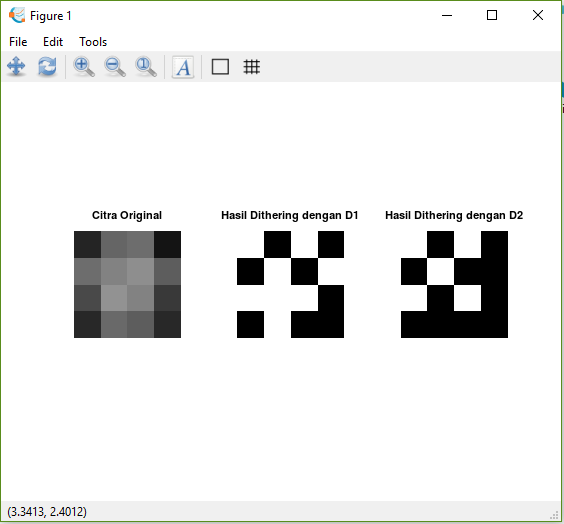 Figure 1
File Edit Tools
A
Citra Original Hasil Dithering dengan D1 Hasil Dithering dengan D2
(3.3413, 2.4012)